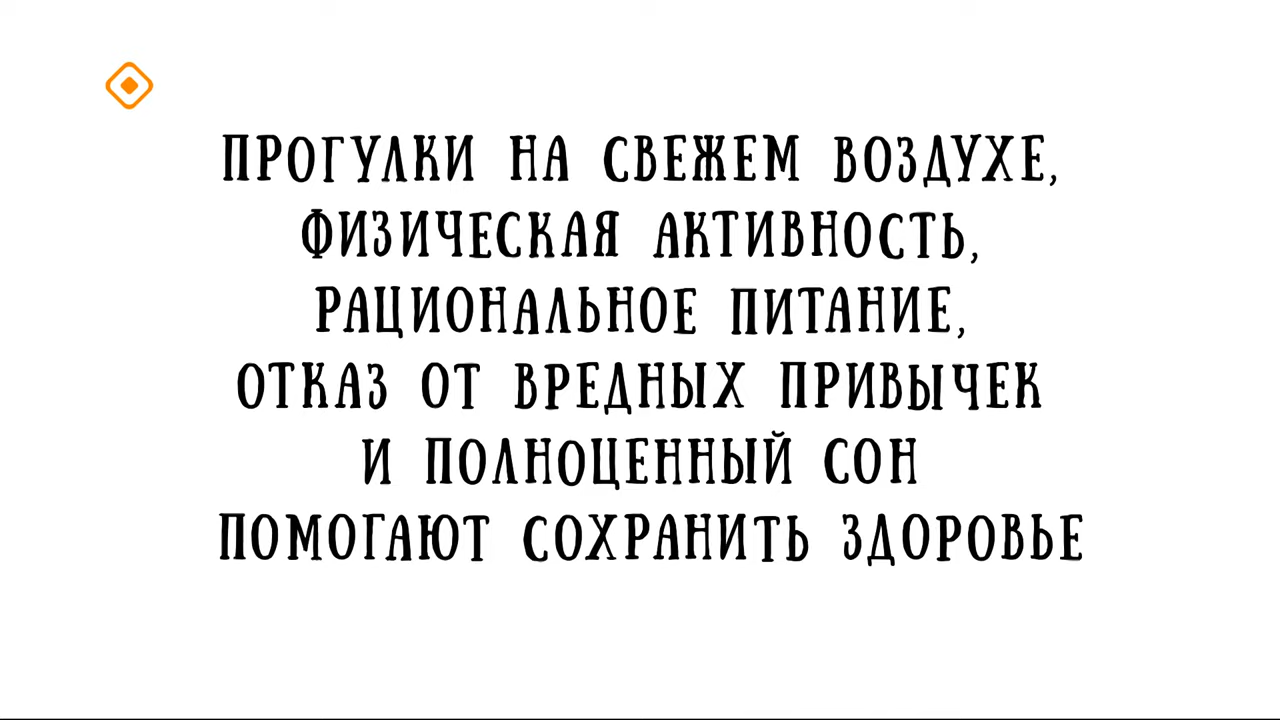 ПРОГУЛКИ НА СВЕЖЕМ ВОЗДУХЕ,
ФИЗИЧЕСКАЯ АКТИВНОСТЬ,
РАЦИОНАЛЬНОЕ ПИТАНИЕ,
ОТКАЗ ОТ ВРЕДНЫХ ПРИВЫЧЕК
И ПОЛНОЦЕННЫЙ СОН
ПОМОГАЮТ СОХРАНИТЬ ЗДОРОВЬЕ